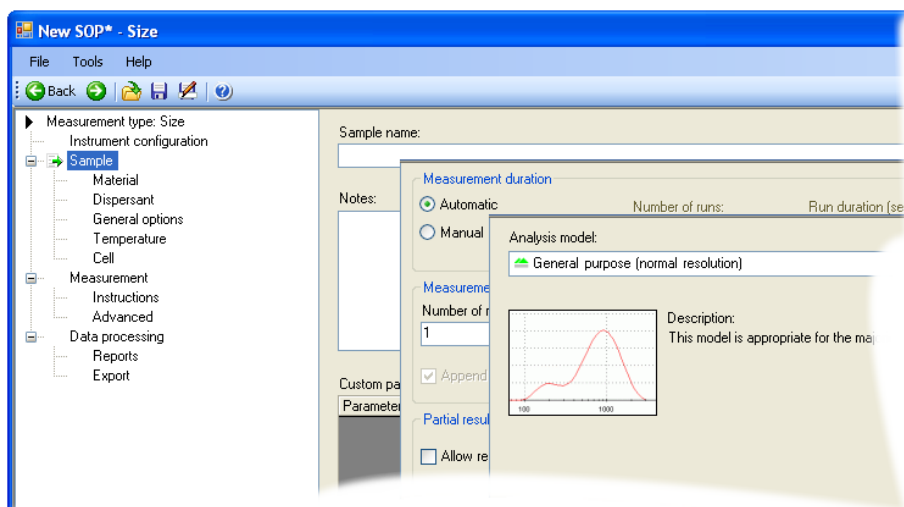 New SOP* - Size
File Tools Help
Back
Measurement type: Size
Instrument configuration
Sample
Material
Dispersant
General options
Temperature
Cell
Measurement
Instructions
Advanced
Data processing
Reports
Export
Sample name:
Notes:
Custom pa
Parameter
Measurement duration
Automatic
Manual
Number of runs:
Run duration (se
Measureme
Number of r
1
Append
Partial resul
Allow re
Analysis model:
General purpose (normal resolution)
100 1000
Description:
This model is appropriate for the maj